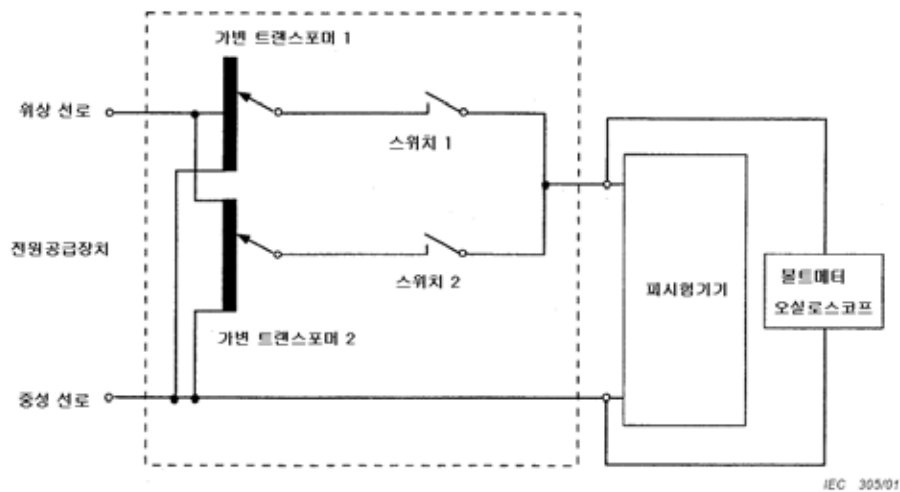 가변 트랜스포머 1
위상 선로
스위치 1
전원공급장치
스위치 2
가변 트랜스포머 2
피시험기기
볼트메터
오실로스코프
중성 선로
IEC 305/01